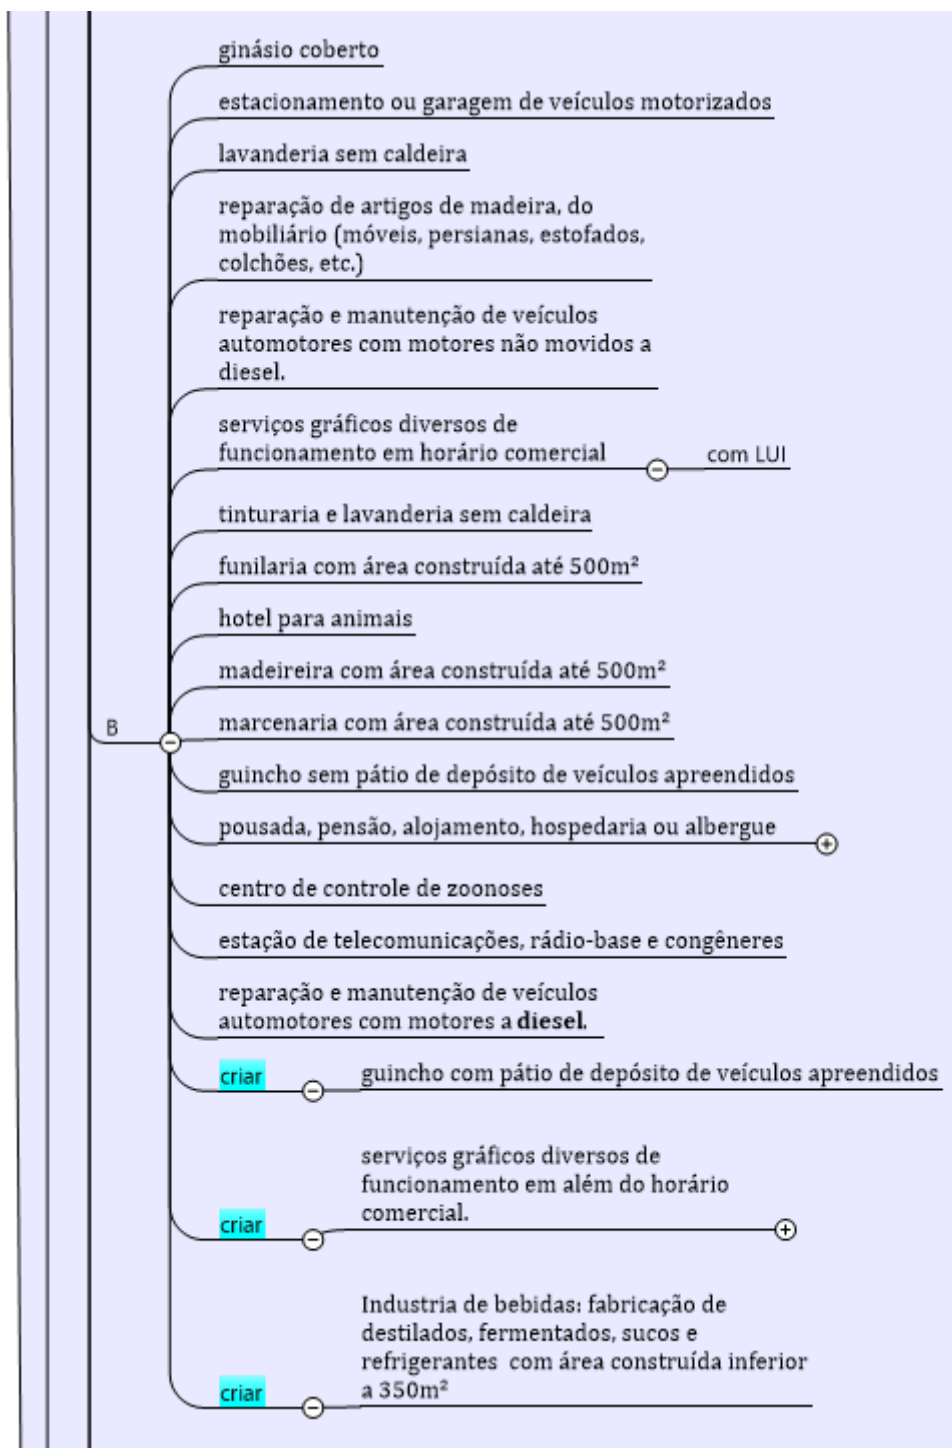 ginásio coberto
estacionamento ou garagem de veículos motorizados
lavanderia sem caldeira
reparação de artigos de madeira, do
mobiliário (móveis, persianas, estofados,
colchões, etc.)
reparação e manutenção de veículos
automotores com motores não movidos a
diesel.
serviços gráficos diversos de
funcionamento em horário comercial
com LUI
tinturaria e lavanderia sem caldeira
funilaria com área construída até 500m²
hotel para animais
madeireira com área construída até 500m²
marcenaria com área construída até 500m²
B
guincho sem pátio de depósito de veículos apreendidos
pousada, pensão, alojamento, hospedaria ou albergue
centro de controle de zoonoses
estação de telecomunicações, rádio-base e congêneres
reparação e manutenção de veículos
automotores com motores a diesel.
criar
guincho com pátio de depósito de veículos apreendidos
serviços gráficos diversos de
funcionamento em além do horário
comercial.
criar
Industria de bebidas: fabricação de
destilados, fermentados, sucos e
refrigerantes com área construída inferior
a 350m²
criar